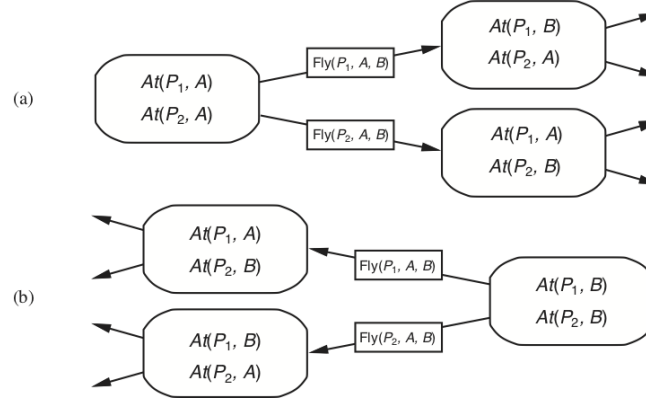 (a)
At(P₁, A)
At(P₂, A)
Fly(P₁, A, B)
Fly(P₂, A, B)
At(P₁, B)
At(P₂, A)
At(P₁, A)
At(P₂, B)
(b)
At(P₁, A)
At(P₂, B)
At(P₁, B)
At(P₂, A)
Fly(P₁, A, B)
Fly(P₂, A, B)
At(P₁, B)
At(P₂, B)